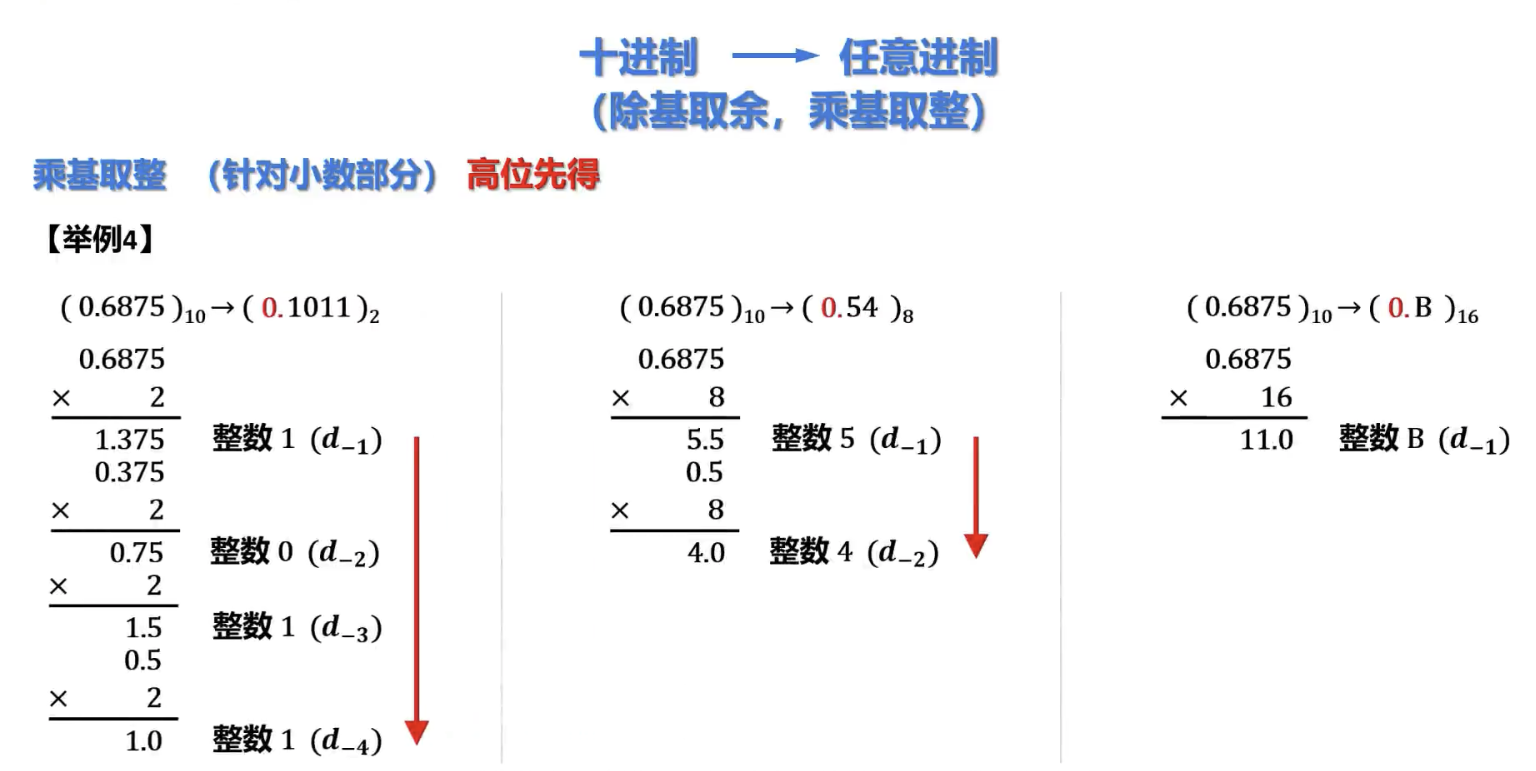 十进制 → 任意进制
(除基取余，乘基取整)
乘基取整 (针对小数部分) 高位先得
【举例4】
( 0.6875 )₁₀ → ( 0.1011 )₂
0.6875
× 2
1.375 整数 1 (d₋₁)
0.375
× 2
0.75 整数 0 (d₋₂)
× 2
1.5 整数 1 (d₋₃)
0.5
× 2
1.0 整数 1 (d₋₄)
( 0.6875 )₁₀ → ( 0.54 )₈
0.6875
× 8
5.5 整数 5 (d₋₁)
0.5
× 8
4.0 整数 4 (d₋₂)
( 0.6875 )₁₀ → ( 0.B )₁₆
0.6875
× 16
11.0 整数 B (d₋₁)